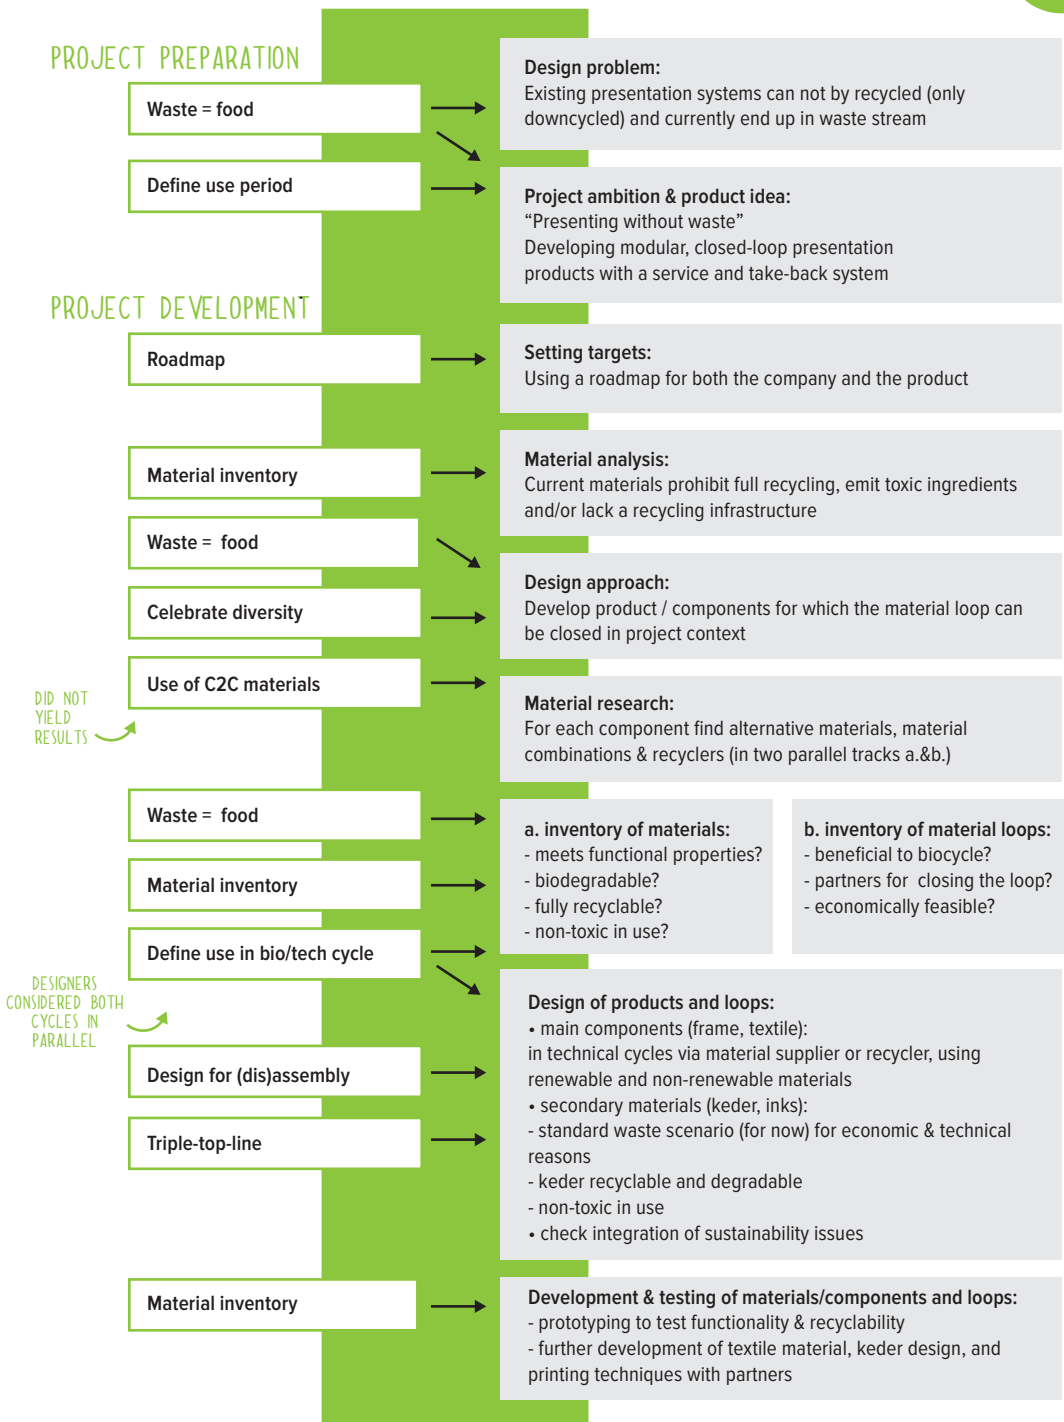 PROJECT PREPARATION
Waste = food
Design problem:
Existing presentation systems can not by recycled (only
downcycled) and currently end up in waste stream
Define use period
Project ambition & product idea:
“Presenting without waste”
Developing modular, closed-loop presentation
products with a service and take-back system
PROJECT DEVELOPMENT
Roadmap
Setting targets:
Using a roadmap for both the company and the product
Material inventory
Material analysis:
Current materials prohibit full recycling, emit toxic ingredients
and/or lack a recycling infrastructure
Waste = food
Celebrate diversity
Design approach:
Develop product / components for which the material loop can
be closed in project context
Use of C2C materials
DID NOT
YIELD
RESULTS
Material research:
For each component find alternative materials, material
combinations & recyclers (in two parallel tracks a.&b.)
Waste = food
Material inventory
Define use in bio/tech cycle
a. inventory of materials:
- meets functional properties?
- biodegradable?
- fully recyclable?
- non-toxic in use?
b. inventory of material loops:
- beneficial to biocycle?
- partners for closing the loop?
- economically feasible?
DESIGNERS
CONSIDERED BOTH
CYCLES IN
PARALLEL
Design for (dis)assembly
Triple-top-line
Design of products and loops:
• main components (frame, textile):
in technical cycles via material supplier or recycler, using
renewable and non-renewable materials
• secondary materials (keder, inks):
- standard waste scenario (for now) for economic & technical
reasons
- keder recyclable and degradable
- non-toxic in use
• check integration of sustainability issues
Material inventory
Development & testing of materials/components and loops:
- prototyping to test functionality & recyclability
- further development of textile material, keder design, and
printing techniques with partners